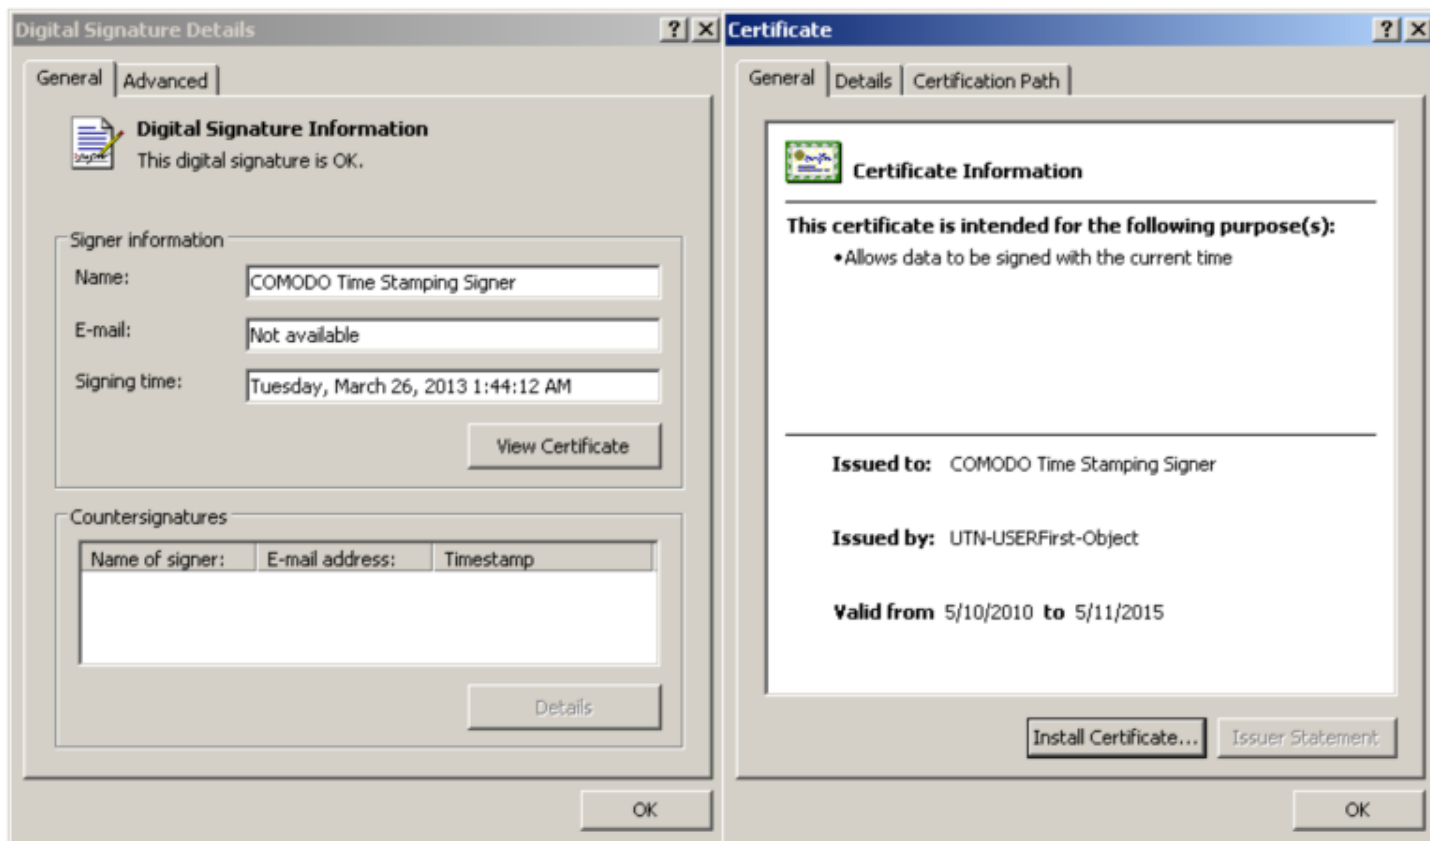 Digital Signature Details
General
Advanced
Digital Signature Information
This digital signature is OK.
Signer information
Name:
COMODO Time Stamping Signer
E-mail:
Not available
Signing time:
Tuesday, March 26, 2013 1:44:12 AM
View Certificate
Countersignatures
Name of signer:
E-mail address:
Timestamp
Details
OK
Certificate
General
Details
Certification Path
Certificate Information
This certificate is intended for the following purpose(s):
•Allows data to be signed with the current time
Issued to: COMODO Time Stamping Signer
Issued by: UTN-USERFirst-Object
Valid from 5/10/2010 to 5/11/2015
Install Certificate...
Issuer Statement
OK